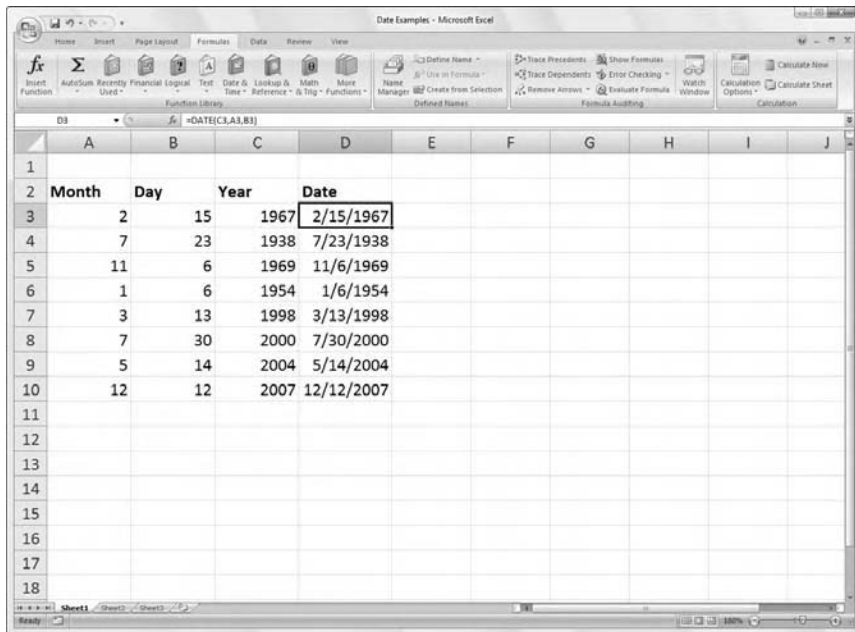 Date Examples - Microsoft Excel
Home Insert Page Layout Formulas Data Review View
fx Insert Function
Σ AutoSum
Recently Used
Financial
Logical
Text
Date & Time
Lookup & Reference
Math & Trig
More Functions
Function Library
Name Manager
Define Name
Use in Formula
Create from Selection
Defined Names
Trace Precedents
Trace Dependents
Remove Arrows
Show Formulas
Error Checking
Evaluate Formula
Watch Window
Formula Auditing
Calculation Options
Calculate Now
Calculate Sheet
Calculation
D3 fx =DATE(C3,A3,B3)
A B C D E F G H I J
1
2 Month Day Year Date
3 2 15 1967 2/15/1967
4 7 23 1938 7/23/1938
5 11 6 1969 11/6/1969
6 1 6 1954 1/6/1954
7 3 13 1998 3/13/1998
8 7 30 2000 7/30/2000
9 5 14 2004 5/14/2004
10 12 12 2007 12/12/2007
11
12
13
14
15
16
17
18
Sheet1 Sheet2 Sheet3
Ready 180%